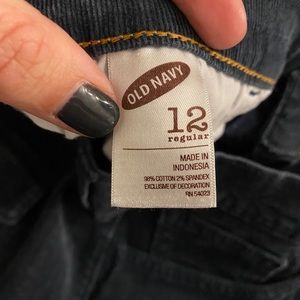 OLD NAVY
12
regular
MADE IN
INDONESIA
98% COTTON 2% SPANDEX
EXCLUSIVE OF DECORATION
RN 54023